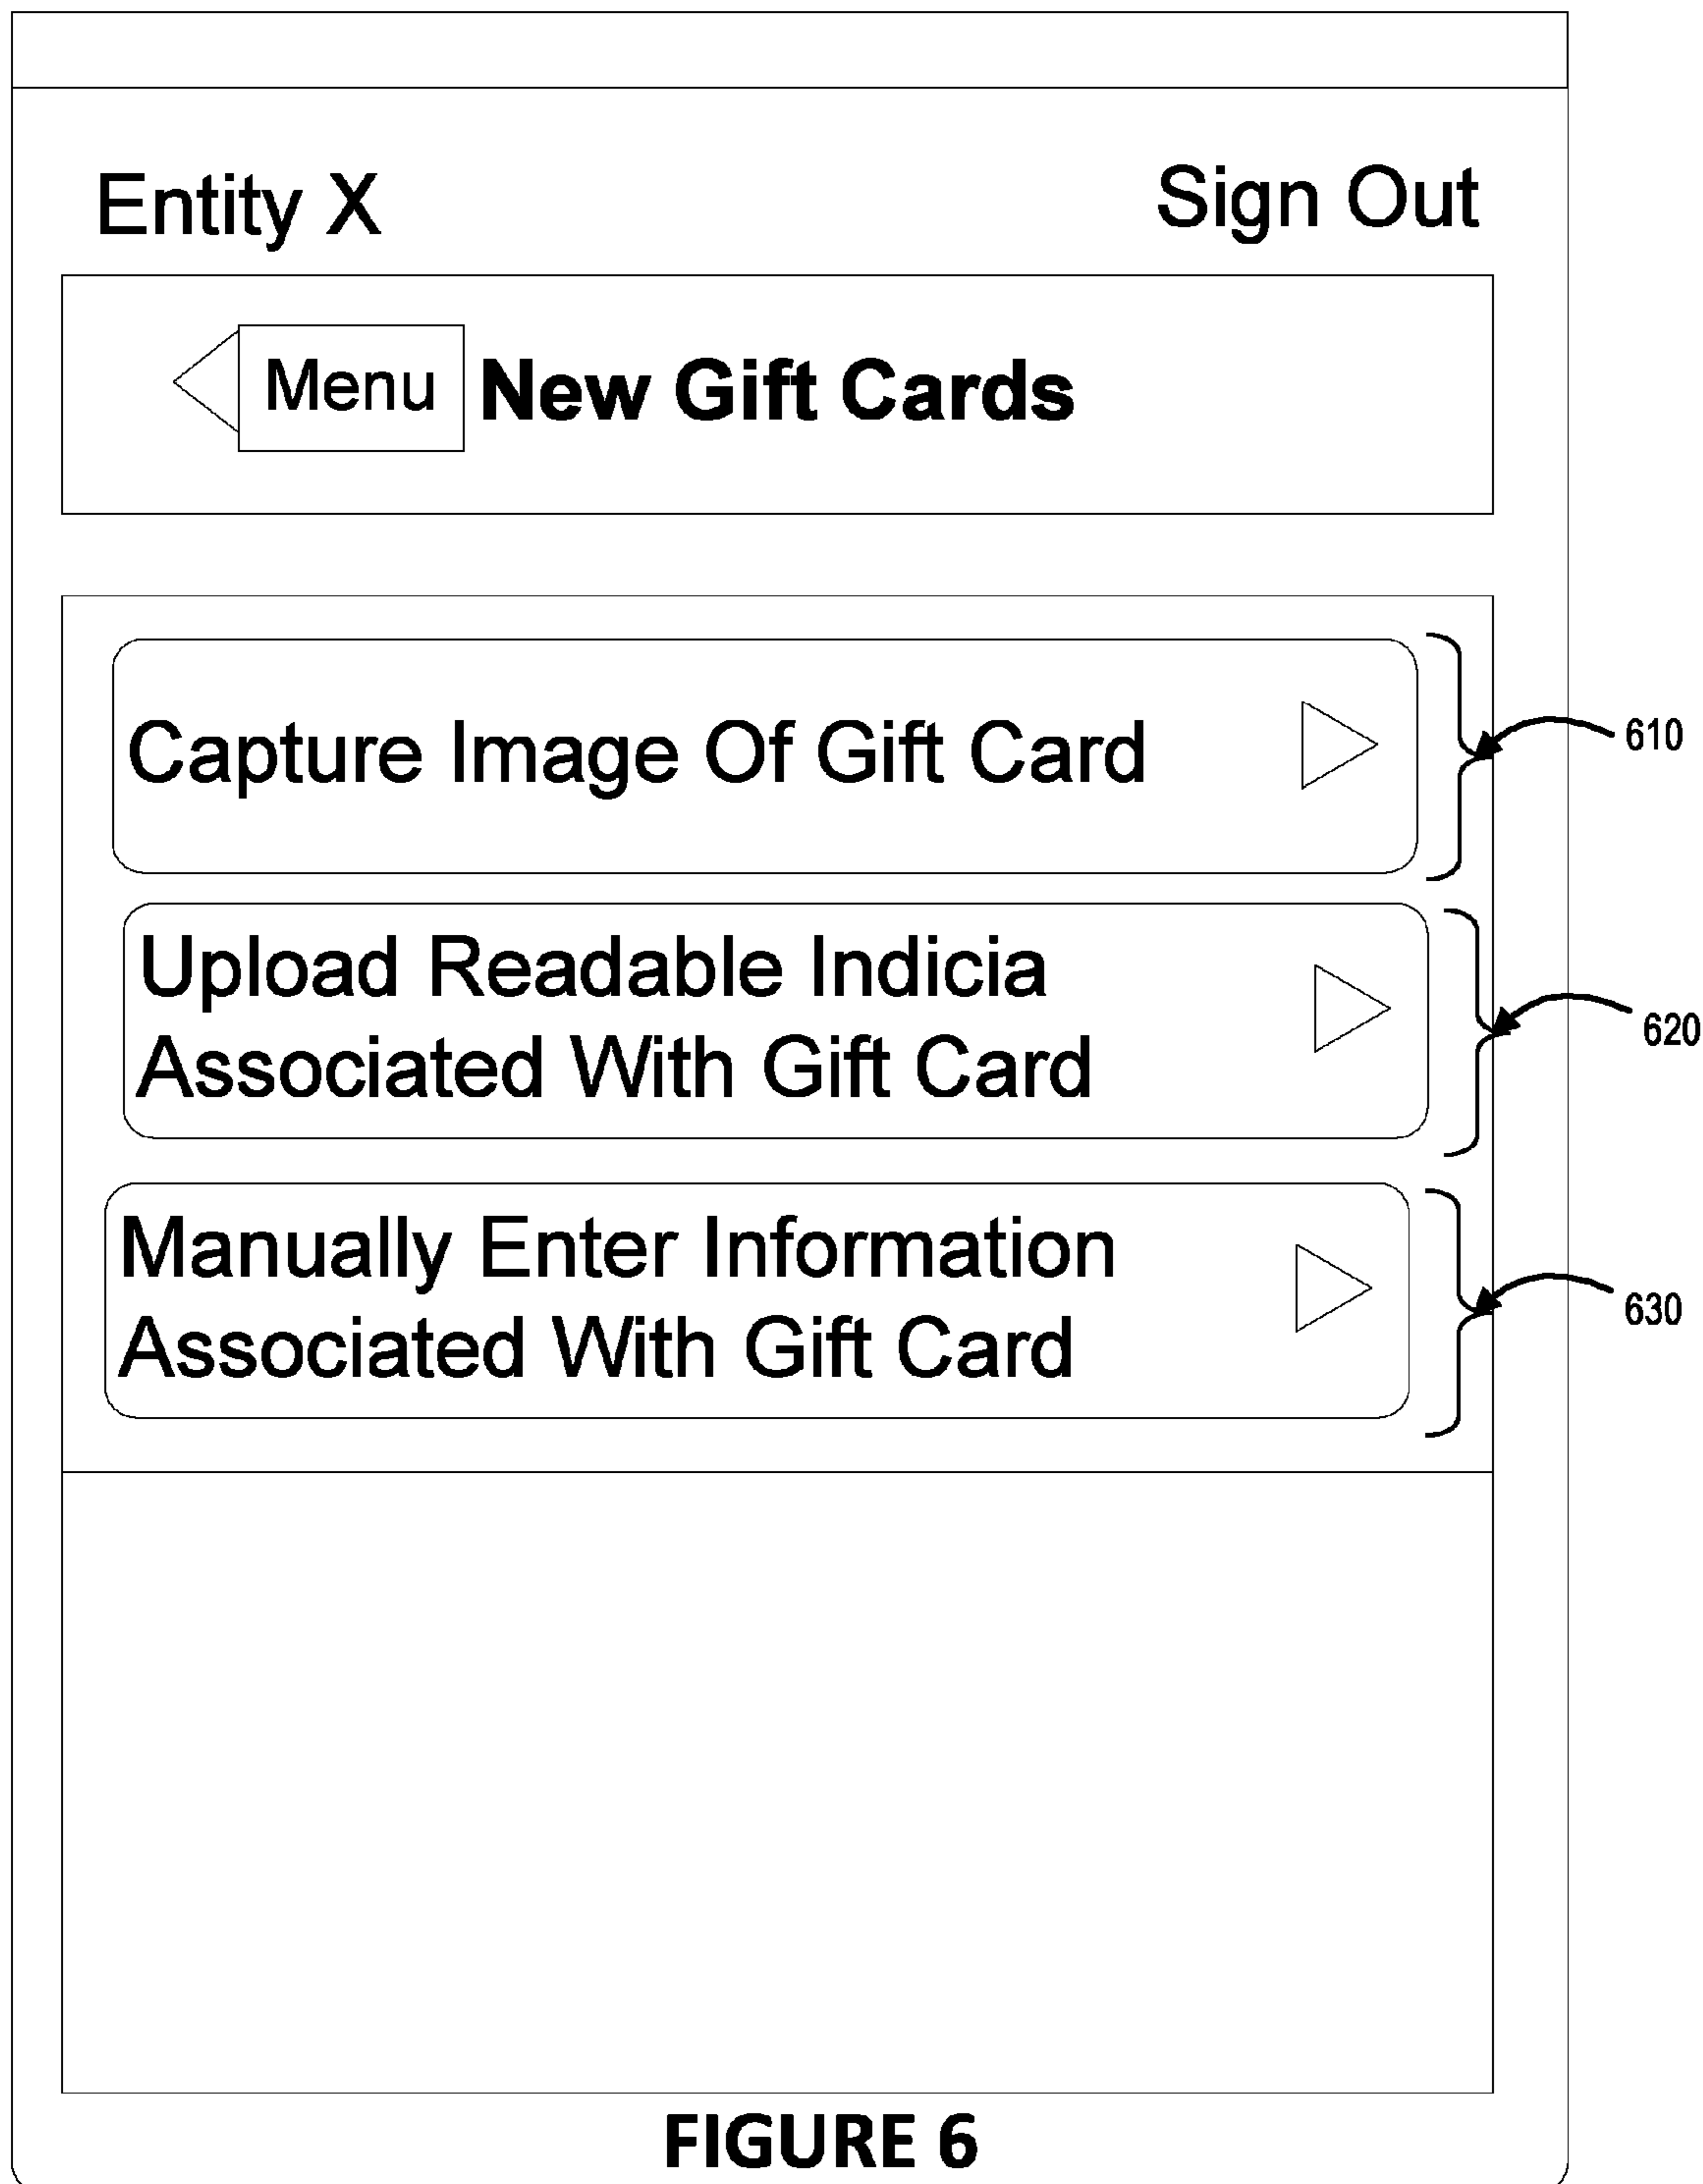 Entity X
Sign Out
Menu
New Gift Cards
Capture Image Of Gift Card
610
Upload Readable Indicia
Associated With Gift Card
620
Manually Enter Information
Associated With Gift Card
630
FIGURE 6